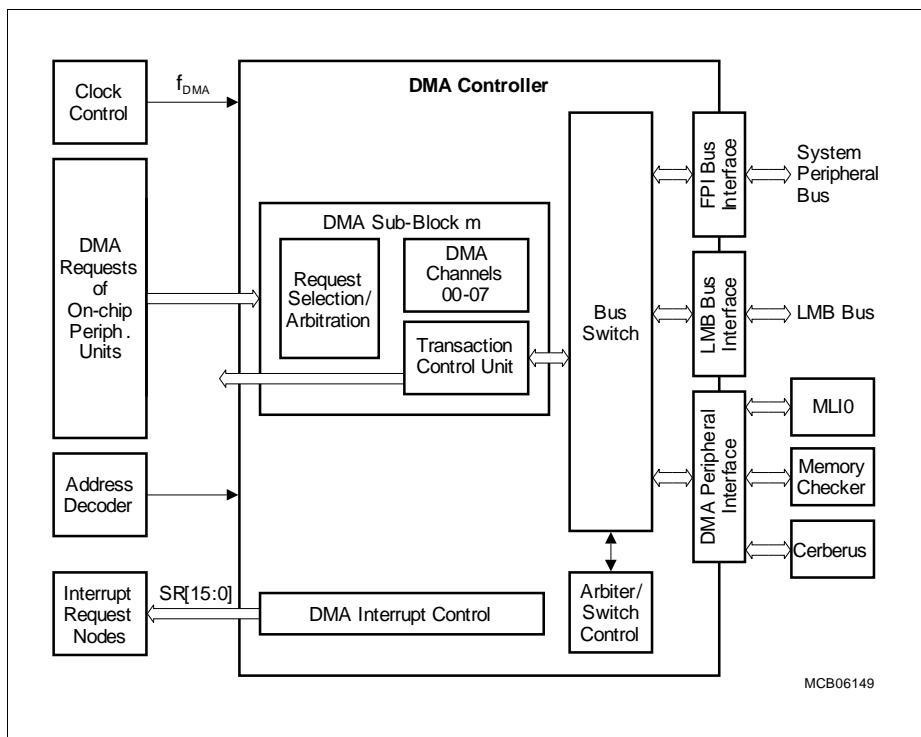 Clock
Control
f_DMA
DMA Controller
DMA
Requests
of
On-chip
Periph.
Units
DMA Sub-Block m
Request
Selection/
Arbitration
DMA
Channels
00-07
Transaction
Control Unit
Bus
Switch
FPI Bus
Interface
System
Peripheral
Bus
LMB Bus
Interface
LMB Bus
DMA Peripheral
Interface
MLI0
Memory
Checker
Cerberus
Address
Decoder
Interrupt
Request
Nodes
SR[15:0]
DMA Interrupt Control
Arbiter/
Switch
Control
MCB06149